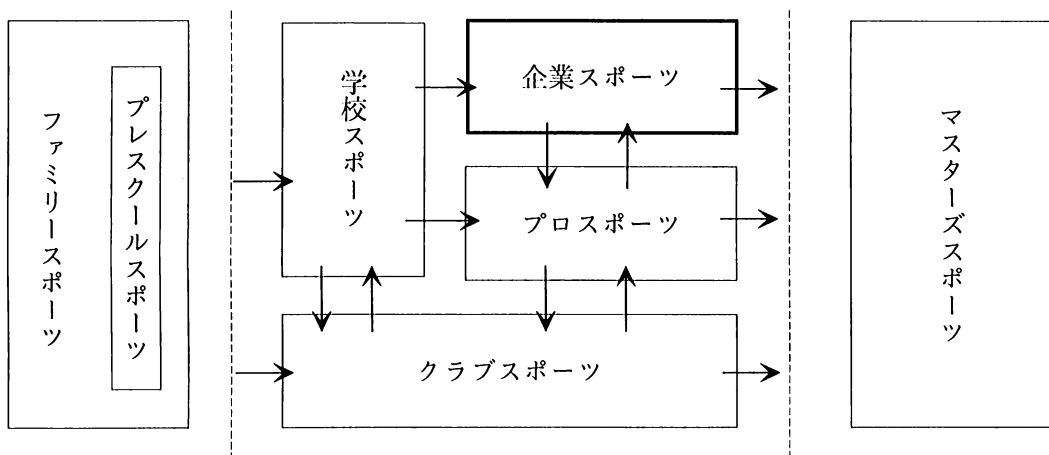 ファミリースポーツ
プレスクールスポーツ
学校スポーツ
企業スポーツ
プロスポーツ
クラブスポーツ
マスターズスポーツ